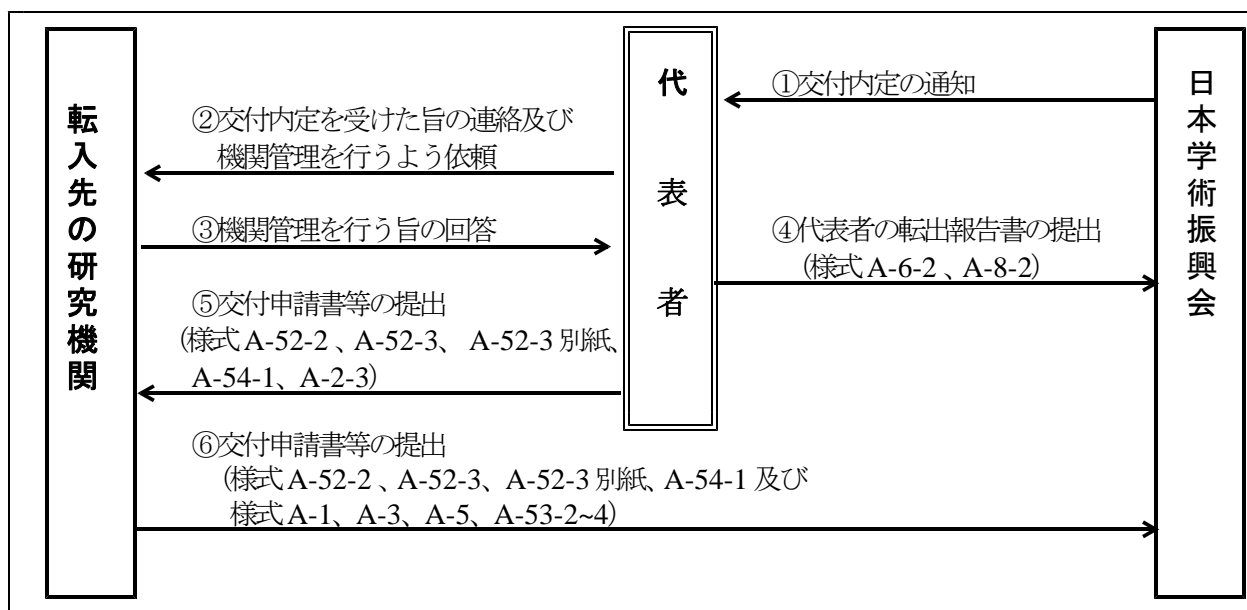 転入先の研究機関
代表者
日本学術振興会
①交付内定の通知
②交付内定を受けた旨の連絡及び
機関管理を行うよう依頼
③機関管理を行う旨の回答
④代表者の転出報告書の提出
(様式 A-6-2 、A-8-2)
⑤交付申請書等の提出
(様式 A-52-2 、A-52-3、 A-52-3 別紙、
A-54-1、A-2-3)
⑥交付申請書等の提出
(様式 A-52-2 、A-52-3、A-52-3 別紙、A-54-1 及び
様式 A-1、A-3、A-5、A-53-2~4)